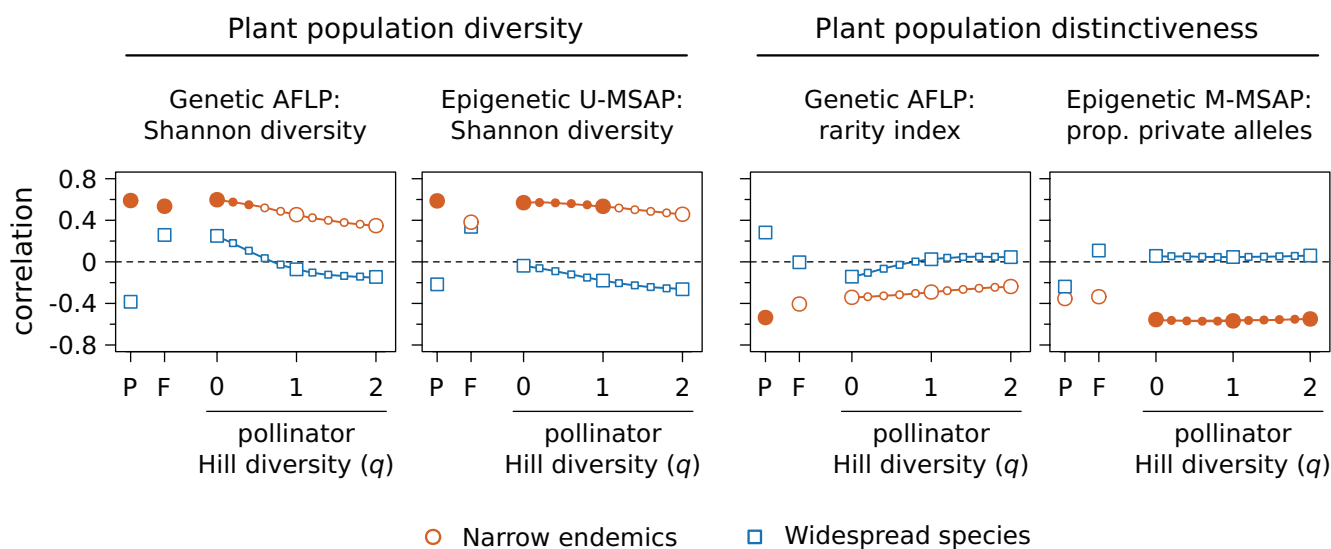 Plant population diversity
Plant population distinctiveness
Genetic AFLP:
Shannon diversity
Epigenetic U-MSAP:
Shannon diversity
Genetic AFLP:
rarity index
Epigenetic M-MSAP:
prop. private alleles
correlation
0.8
0.4
0
-0.4
-0.8
P F 0 1 2
P F 0 1 2
P F 0 1 2
P F 0 1 2
pollinator
Hill diversity (q)
pollinator
Hill diversity (q)
pollinator
Hill diversity (q)
pollinator
Hill diversity (q)
Narrow endemics
Widespread species